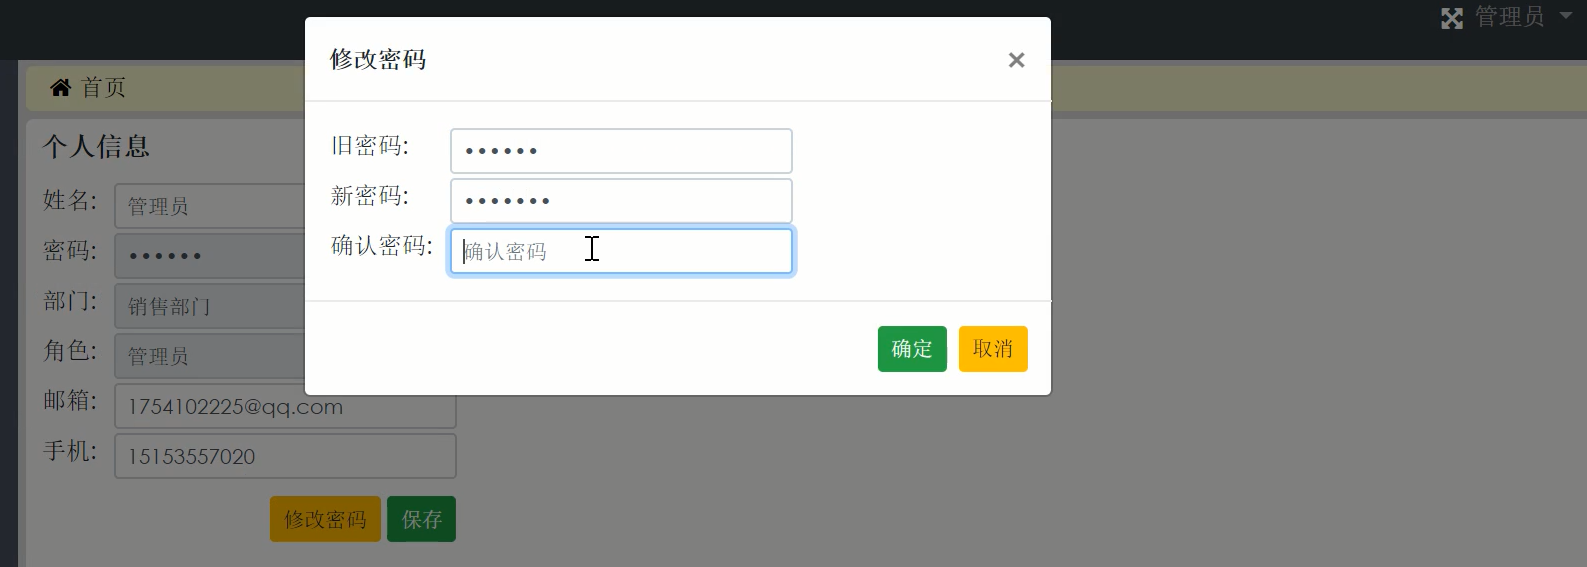 管理员
首页
个人信息
姓名: 管理员
密码: ••••••
部门: 销售部门
角色: 管理员
邮箱: 1754102225@qq.com
手机: 15153557020
修改密码 保存
修改密码 ×
旧密码: ••••••
新密码: •••••••
确认密码: 确认密码
确定 取消